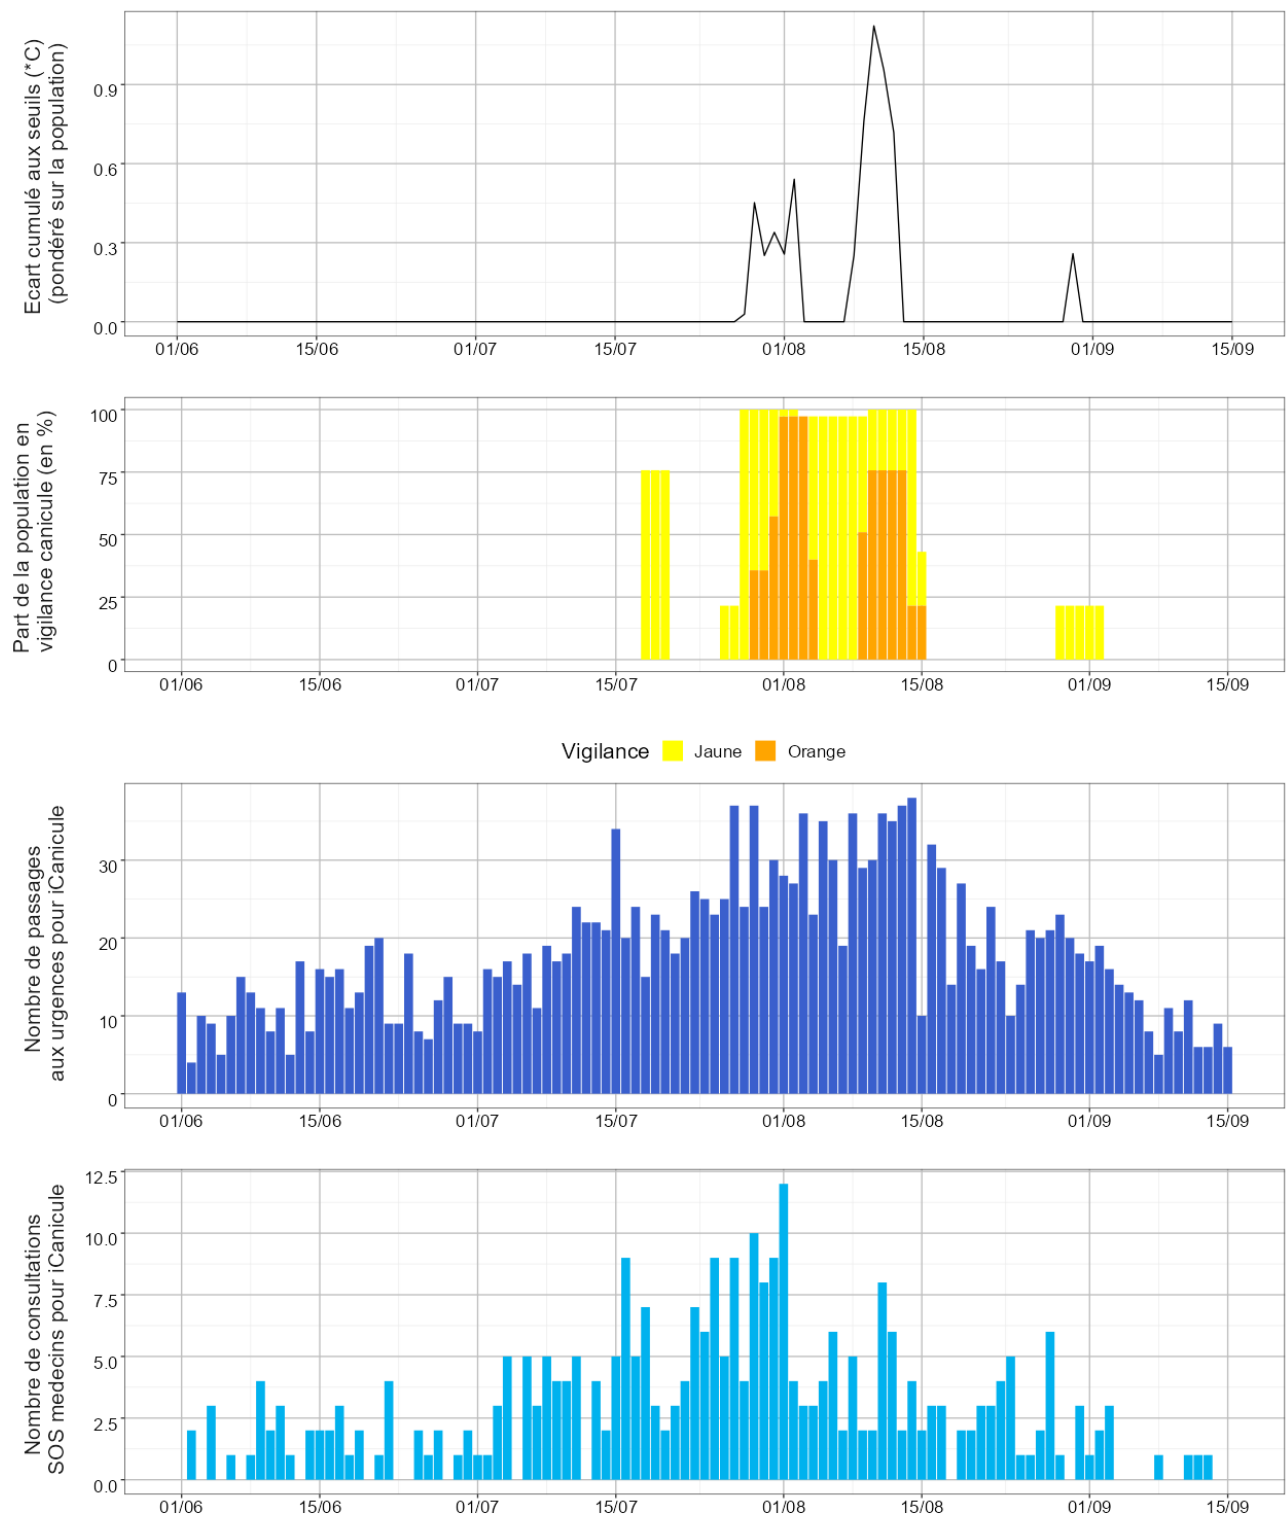 Ecart cumulé aux seuils (*C)
(pondéré sur la population)
0.9
0.6
0.3
0.0
01/06 15/06 01/07 15/07 01/08 15/08 01/09 15/09
Part de la population en
vigilance canicule (en %)
100
75
50
25
0
01/06 15/06 01/07 15/07 01/08 15/08 01/09 15/09
Vigilance Jaune Orange
Nombre de passages
aux urgences pour iCanicule
30
20
10
0
01/06 15/06 01/07 15/07 01/08 15/08 01/09 15/09
Nombre de consultations
SOS medecins pour iCanicule
12.5
10.0
7.5
5.0
2.5
0.0
01/06 15/06 01/07 15/07 01/08 15/08 01/09 15/09